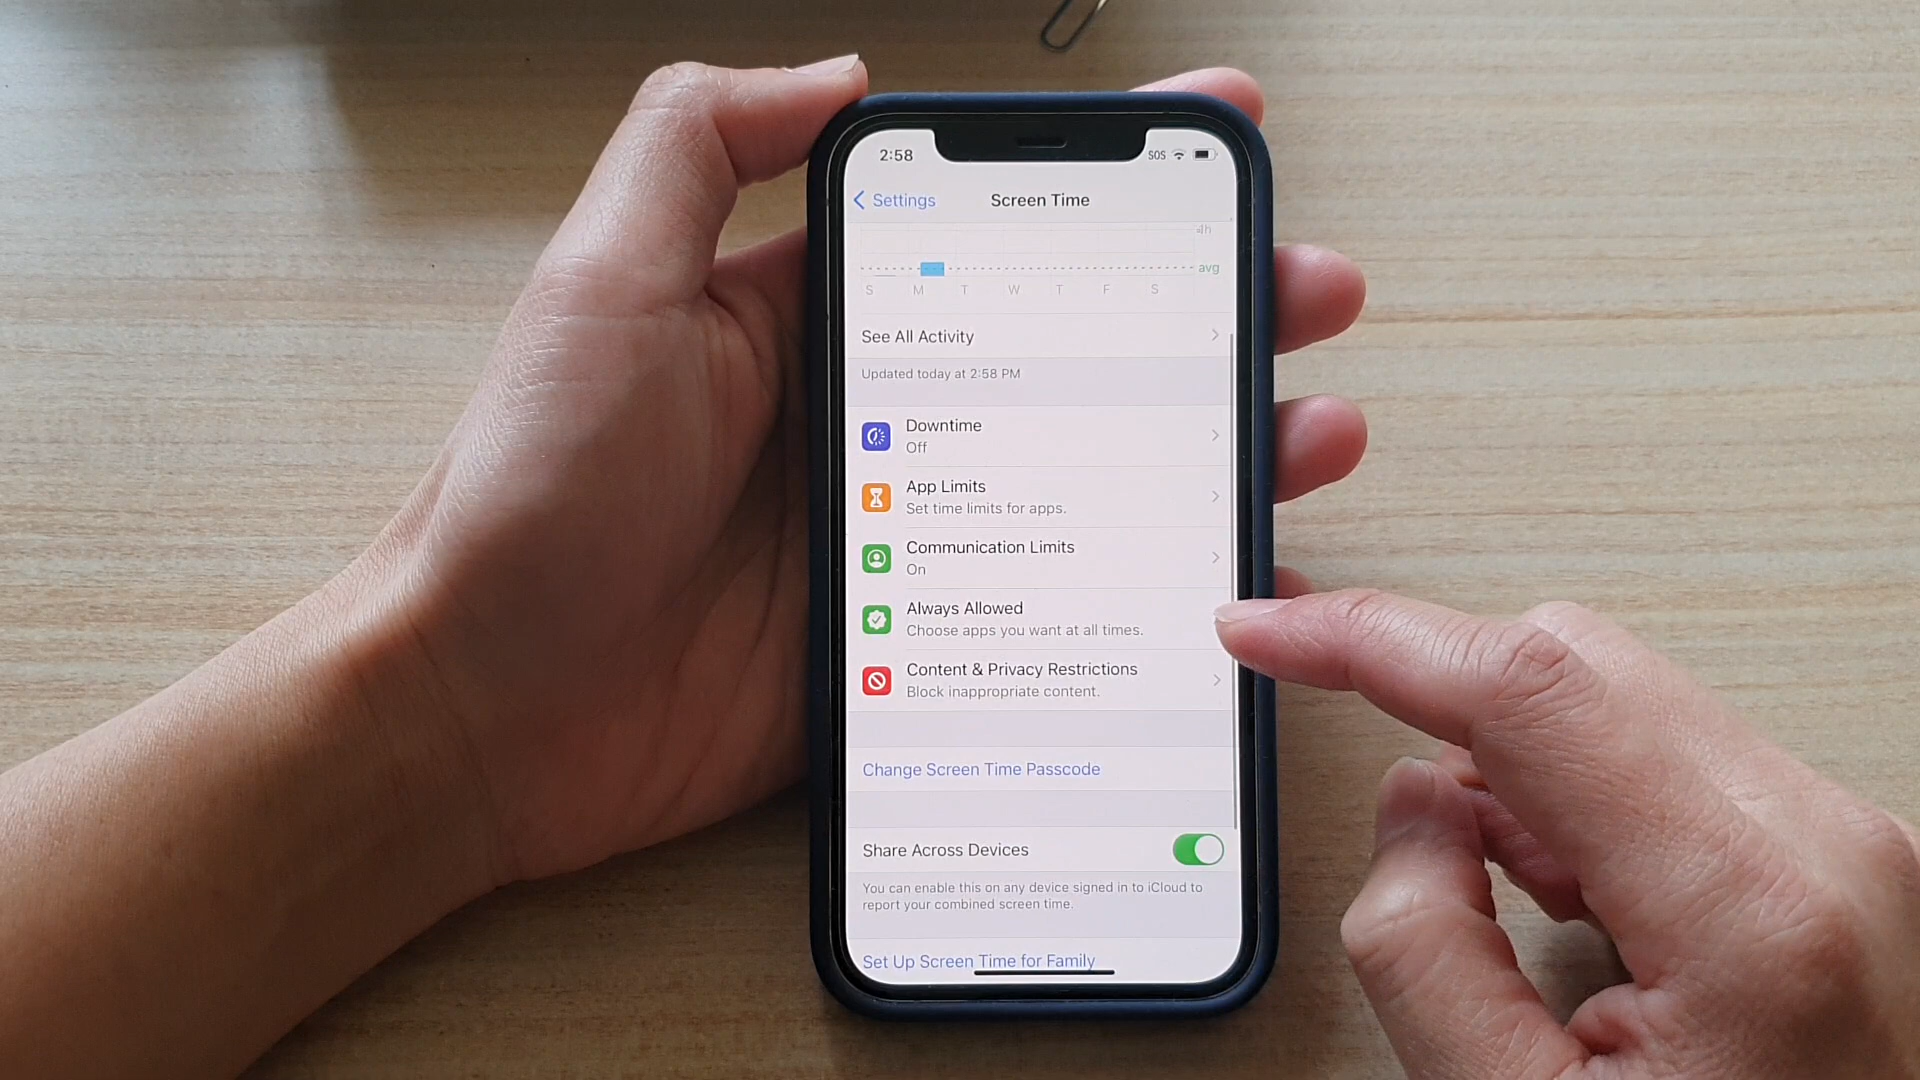 2:58
SOS
Settings
Screen Time
4h
avg
S M T W T F S
See All Activity
Updated today at 2:58 PM
Downtime
Off
App Limits
Set time limits for apps.
Communication Limits
On
Always Allowed
Choose apps you want at all times.
Content & Privacy Restrictions
Block inappropriate content.
Change Screen Time Passcode
Share Across Devices
You can enable this on any device signed in to iCloud to
report your combined screen time.
Set Up Screen Time for Family